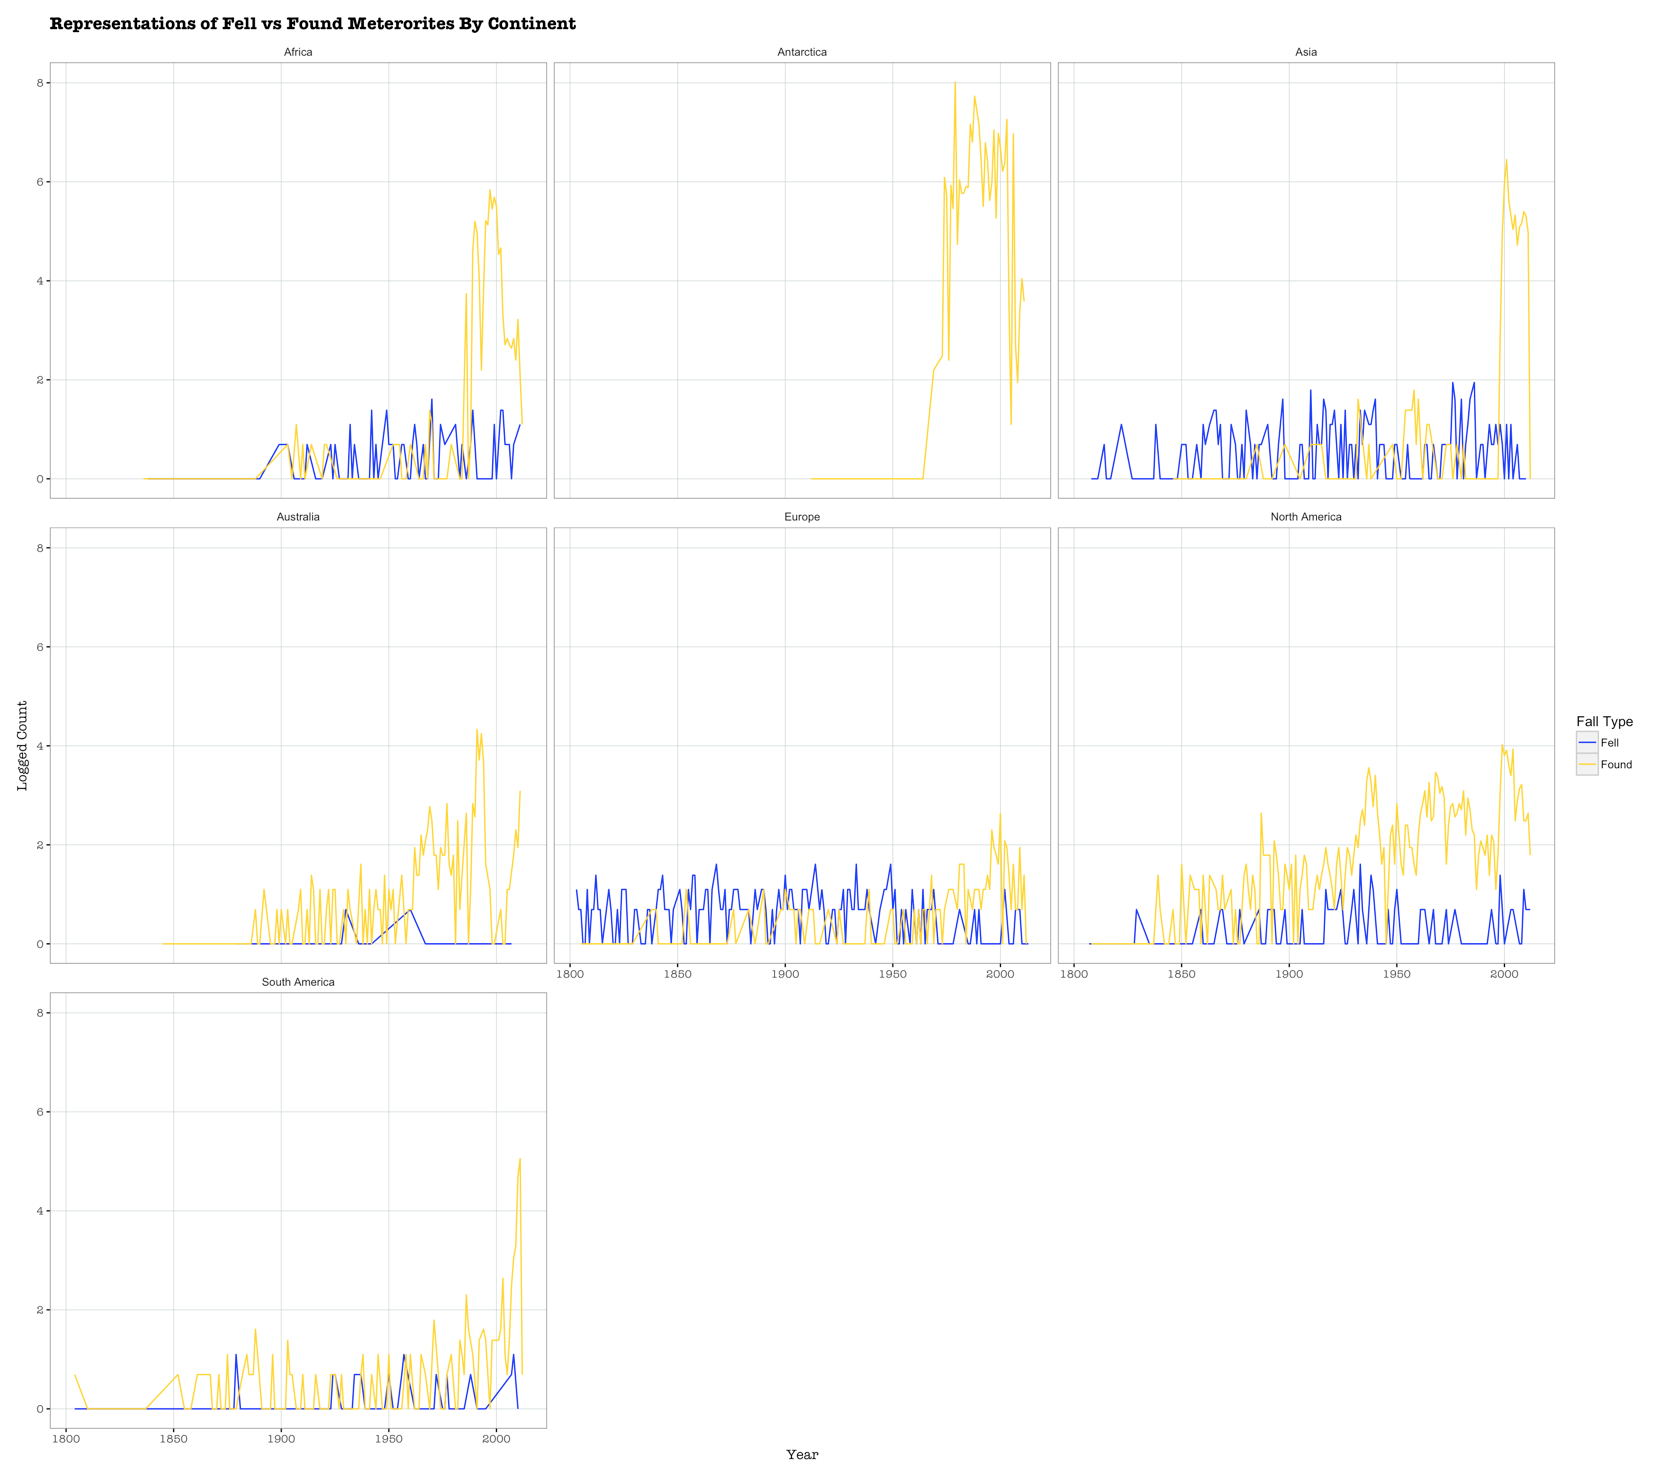 Representations of Fell vs Found Meterorites By Continent
Africa
Antarctica
Asia
8
6
4
2
0
Australia
Europe
North America
8
6
4
2
0
1800 1850 1900 1950 2000
1800 1850 1900 1950 2000
South America
8
6
4
2
0
1800 1850 1900 1950 2000
Logged Count
Year
Fall Type
Fell
Found